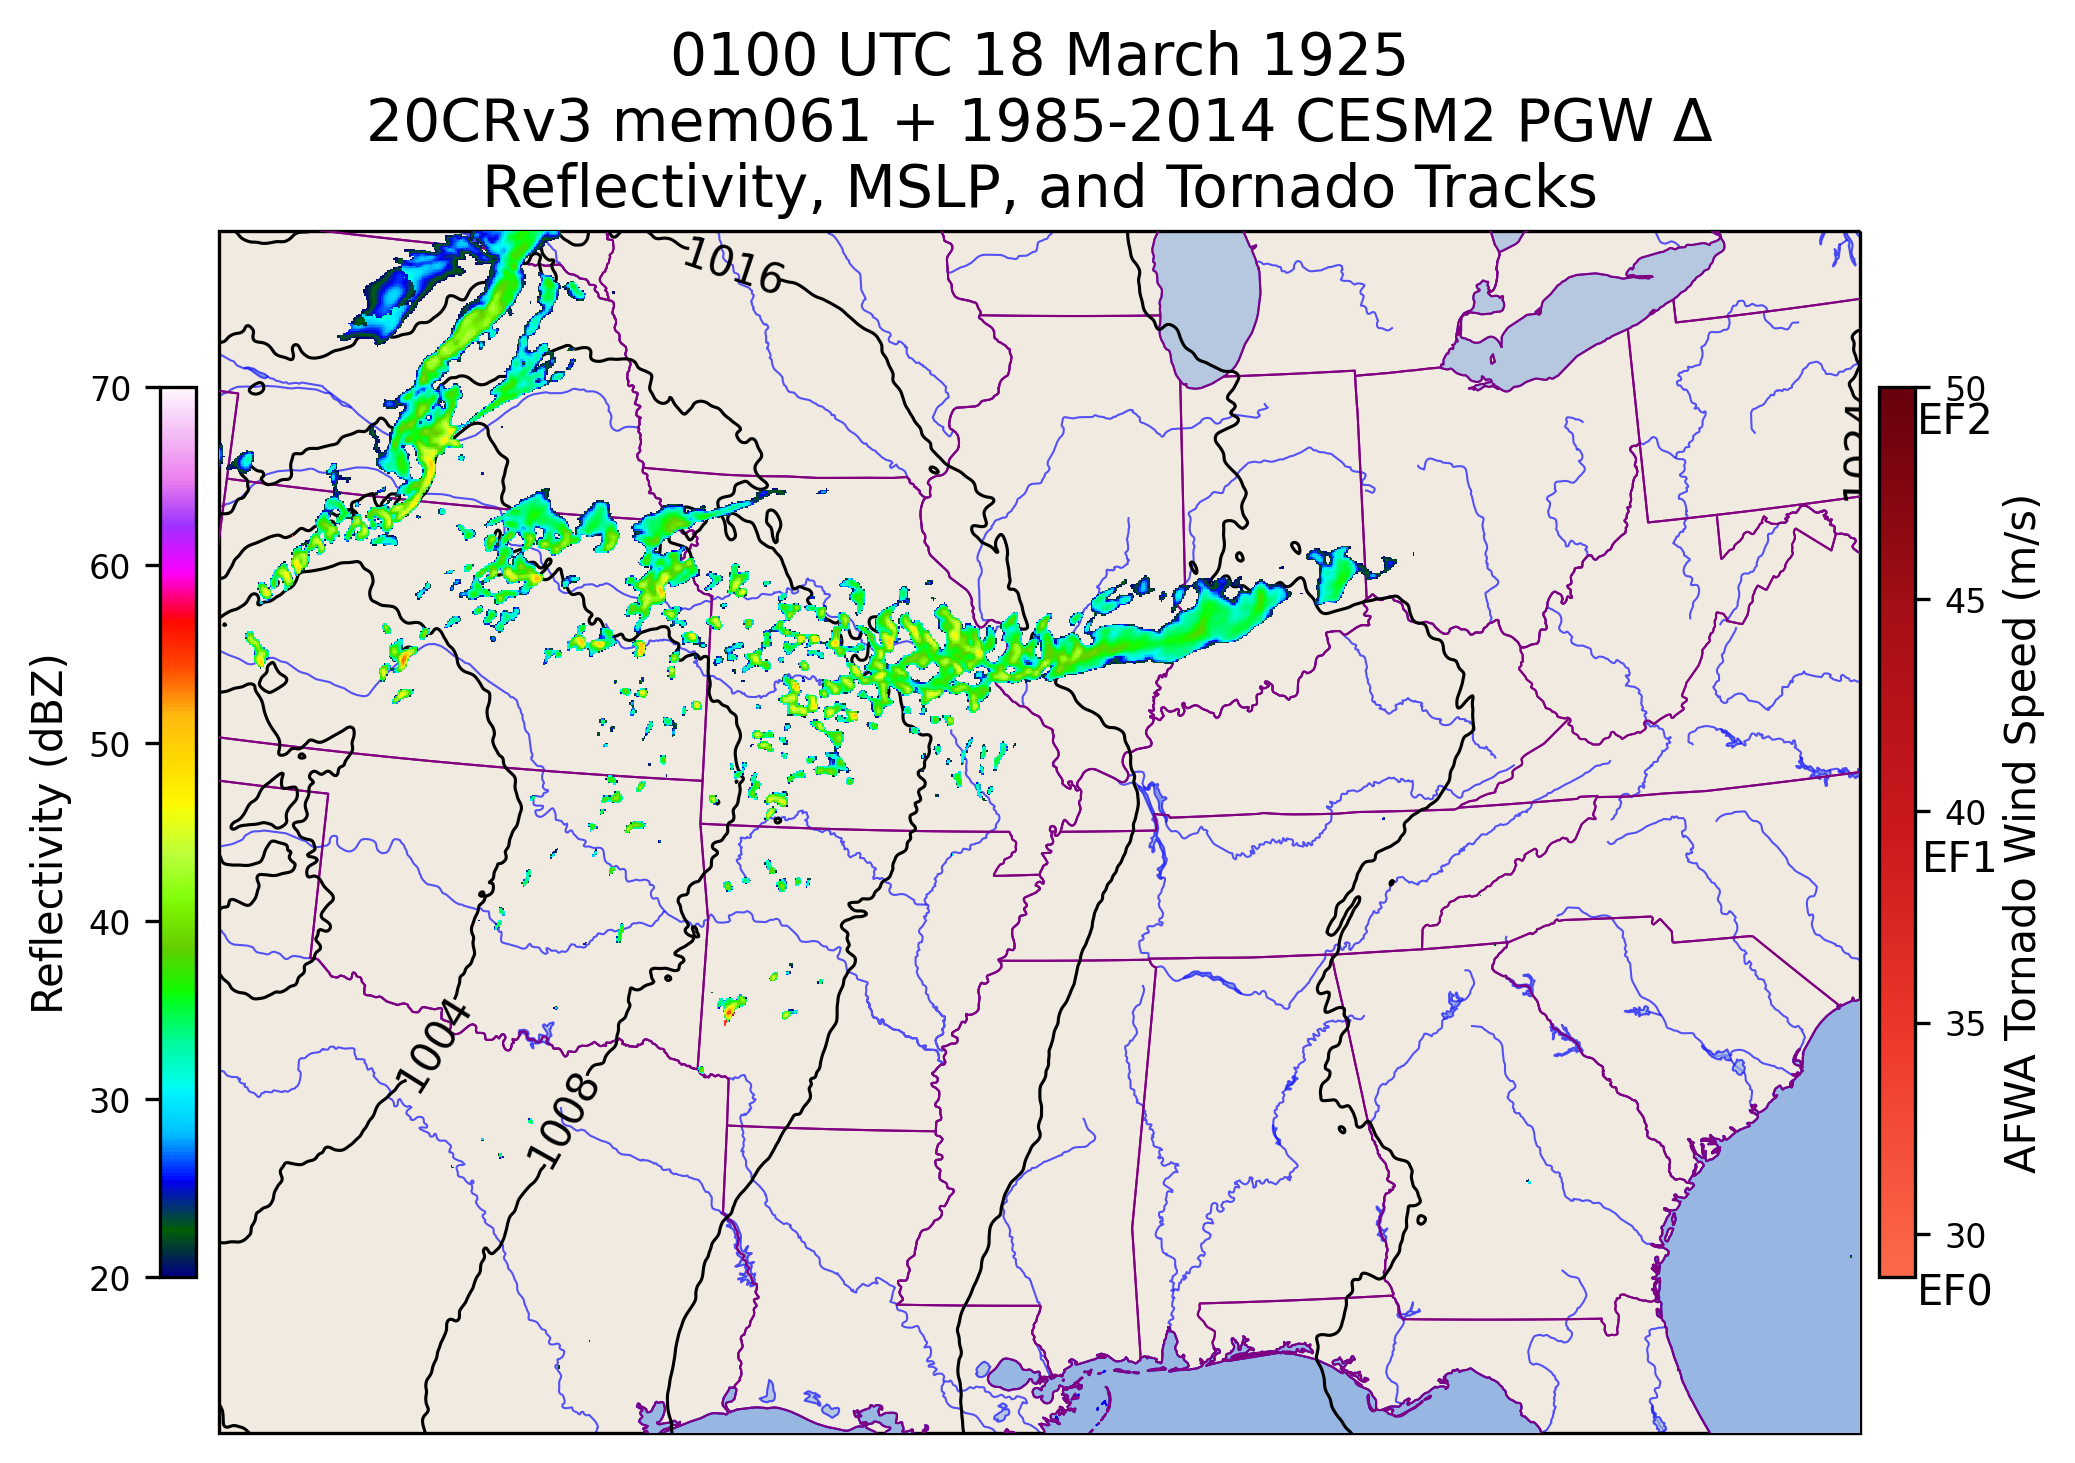 0100 UTC 18 March 1925
20CRv3 mem061 + 1985-2014 CESM2 PGW Δ
Reflectivity, MSLP, and Tornado Tracks
Reflectivity (dBZ)
70
60
50
40
30
20
1016
1024
1004
1008
50
EF2
45
40
EF1
35
30
EF0
AFWA Tornado Wind Speed (m/s)